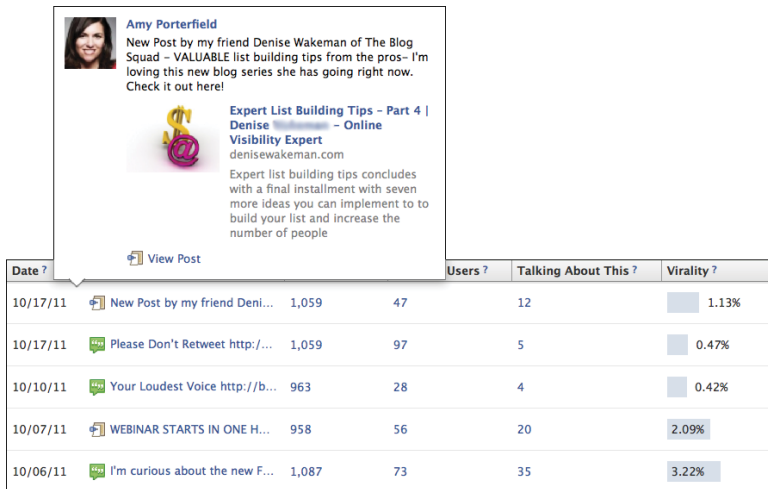 Amy Porterfield
New Post by my friend Denise Wakeman of The Blog
Squad – VALUABLE list building tips from the pros– I'm
loving this new blog series she has going right now.
Check it out here!
Expert List Building Tips – Part 4 |
Denise – Online
Visibility Expert
denisewakeman.com
Expert list building tips concludes
with a final installment with seven
more ideas you can implement to to
build your list and increase the
number of people
View Post
Date ? Users ? Talking About This ? Virality ?
10/17/11 New Post by my friend Deni... 1,059 47 12 1.13%
10/17/11 Please Don't Retweet http:/... 1,059 97 5 0.47%
10/10/11 Your Loudest Voice http://b... 963 28 4 0.42%
10/07/11 WEBINAR STARTS IN ONE H... 958 56 20 2.09%
10/06/11 I'm curious about the new F... 1,087 73 35 3.22%